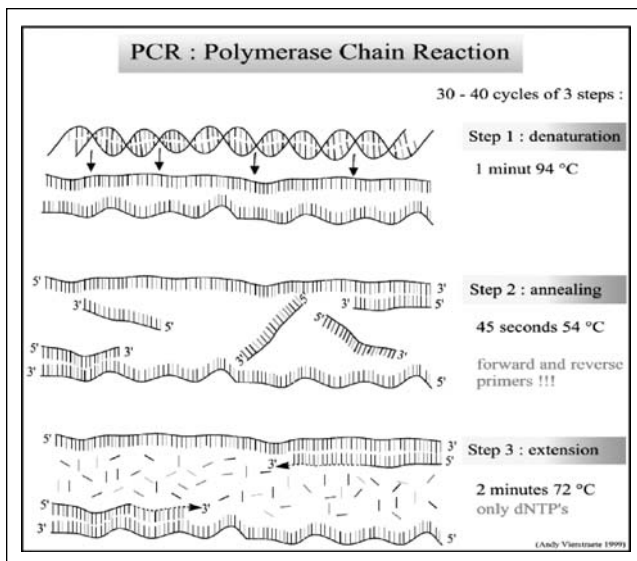 PCR : Polymerase Chain Reaction
30 - 40 cycles of 3 steps :
Step 1 : denaturation
1 minut 94 °C
5'
3'
Step 2 : annealing
3'
5'
5'
3'
5'
45 seconds 54 °C
5'
3'
5'
3'
3'
3'
5'
forward and reverse
primers !!!
5'
3'
Step 3 : extension
3'
5'
2 minutes 72 °C
only dNTP's
5'
3'
3'
5'
(Andy Vierstraete 1999)